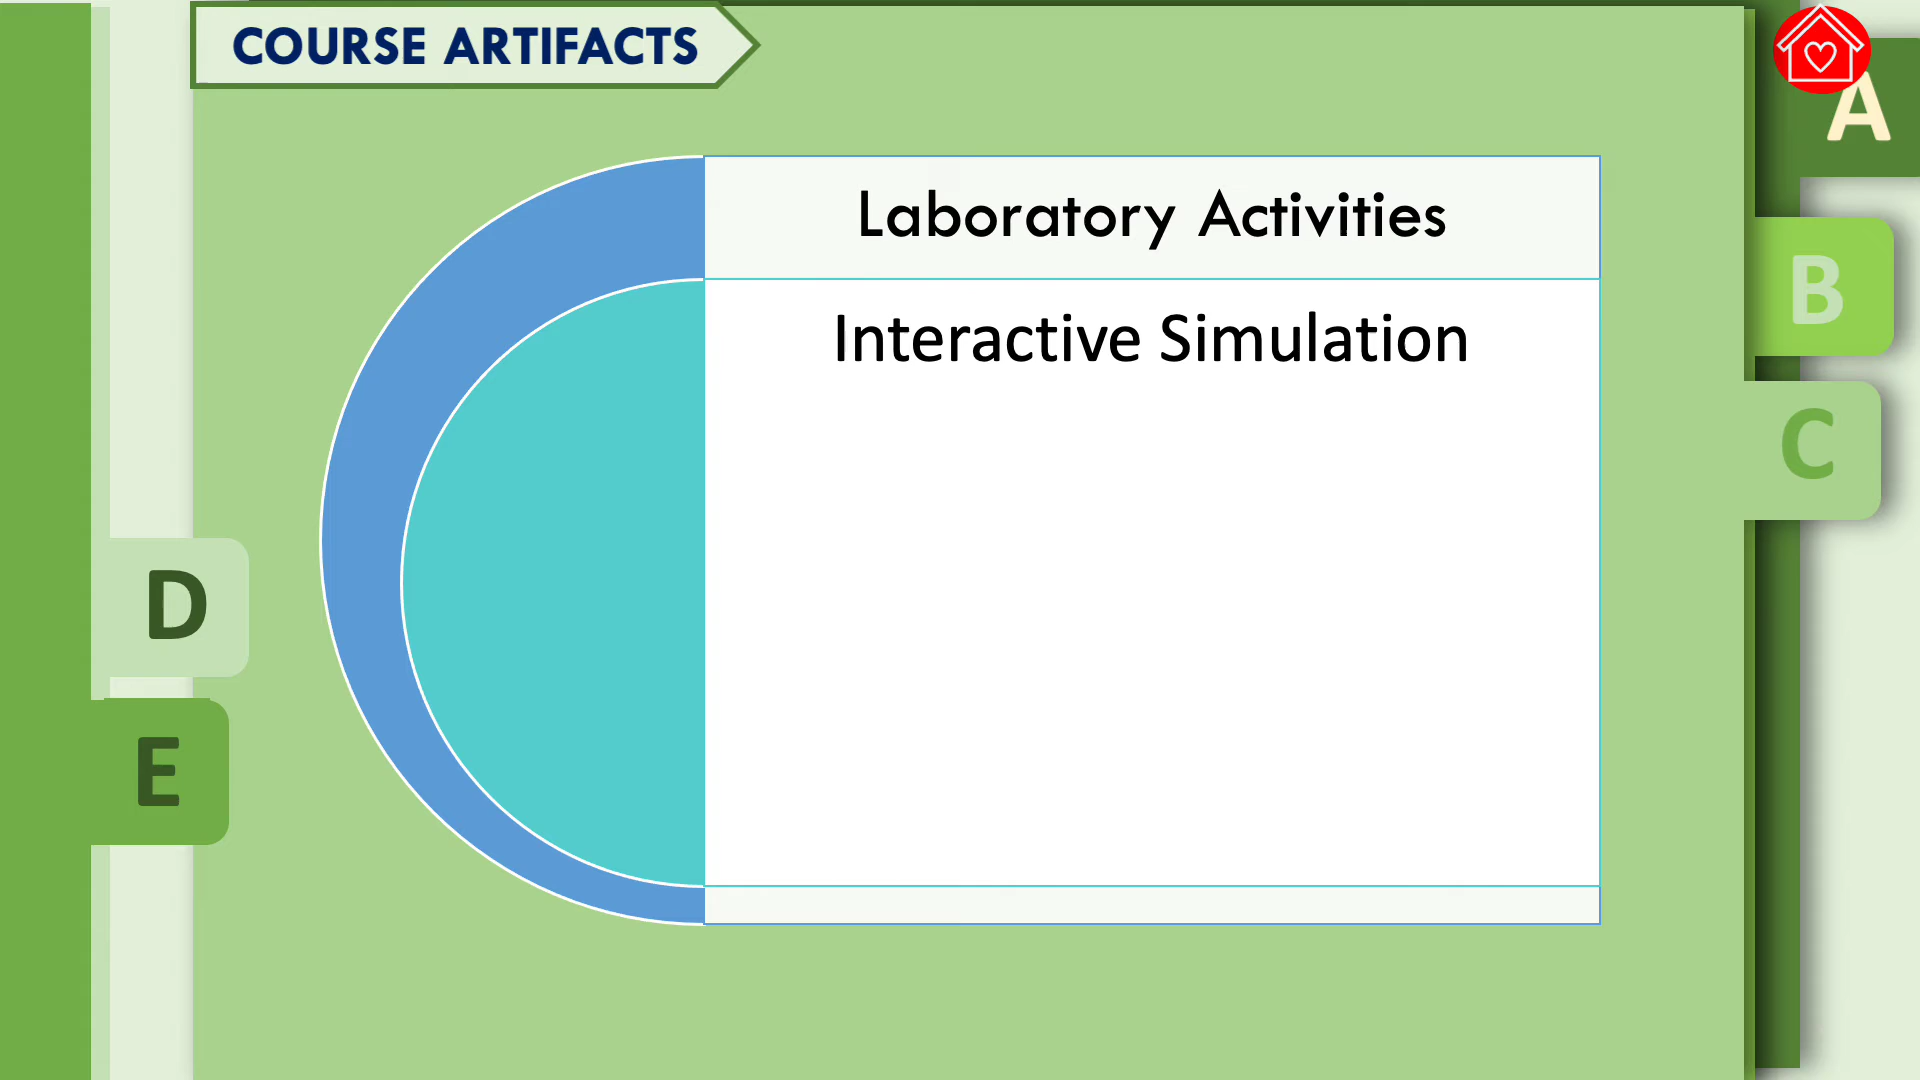 COURSE ARTIFACTS
A
Laboratory Activities
B
Interactive Simulation
C
D
E